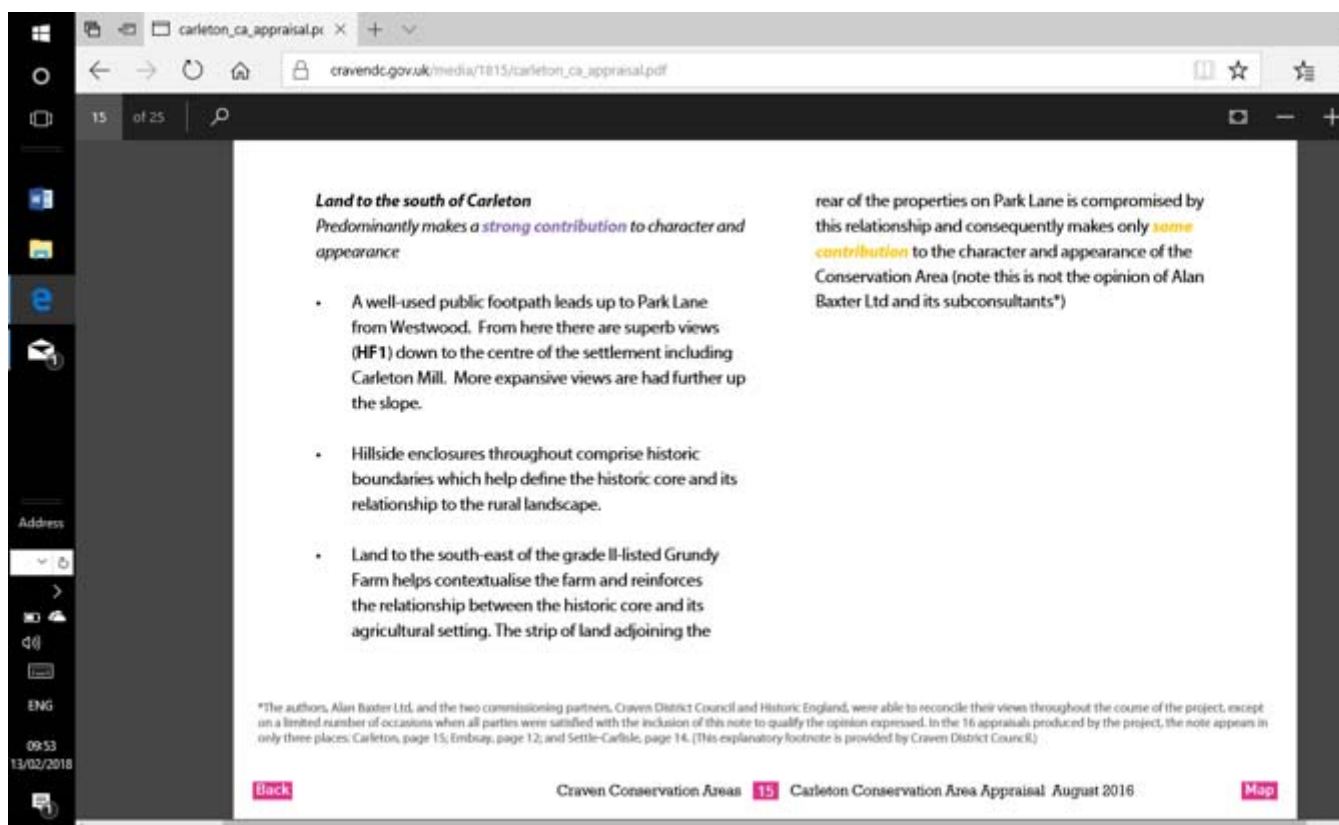 carleton_ca_appraisal.pc
cravendc.gov.uk/media/1815/carleton_ca_appraisal.pdf
15 of 25
Land to the south of Carleton
Predominantly makes a strong contribution to character and
appearance
• A well-used public footpath leads up to Park Lane
from Westwood. From here there are superb views
(HF1) down to the centre of the settlement including
Carleton Mill. More expansive views are had further up
the slope.
• Hillside enclosures throughout comprise historic
boundaries which help define the historic core and its
relationship to the rural landscape.
• Land to the south-east of the grade II-listed Grundy
Farm helps contextualise the farm and reinforces
the relationship between the historic core and its
agricultural setting. The strip of land adjoining the
rear of the properties on Park Lane is compromised by
this relationship and consequently makes only some
contribution to the character and appearance of the
Conservation Area (note this is not the opinion of Alan
Baxter Ltd and its subconsultants*)
*The authors, Alan Baxter Ltd, and the two commissioning partners, Craven District Council and Historic England, were able to reconcile their views throughout the course of the project, except
on a limited number of occasions when all parties were satisfied with the inclusion of this note to qualify the opinion expressed. In the 16 appraisals produced by the project, the note appears in
only three places: Carleton, page 15; Embsay, page 12; and Settle-Carlisle, page 14. (This explanatory footnote is provided by Craven District Council.)
Back
Craven Conservation Areas 15 Carleton Conservation Area Appraisal August 2016
Map
Address
ENG
09:53
13/02/2018